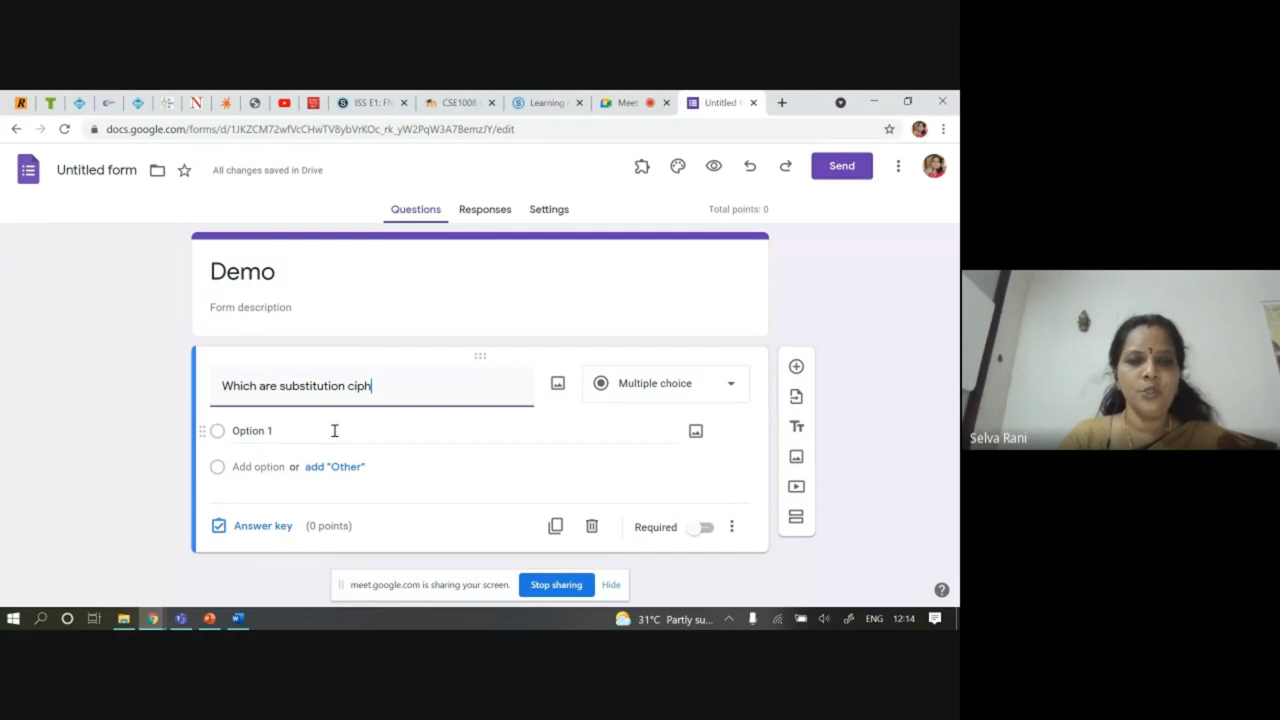 ISS E1: FN
CSE1008
Learning
Meet
Untitled f
docs.google.com/forms/d/1JKZCM72wfVcCHwTV8ybVrKOc_rk_yW2PqW3A7BemzJY/edit
Untitled form
All changes saved in Drive
Send
Questions
Responses
Settings
Total points: 0
Demo
Form description
Which are substitution ciph
Multiple choice
Option 1
Add option or add "Other"
Answer key (0 points)
Required
meet.google.com is sharing your screen.
Stop sharing
Hide
31°C Partly su...
ENG
12:14
Selva Rani